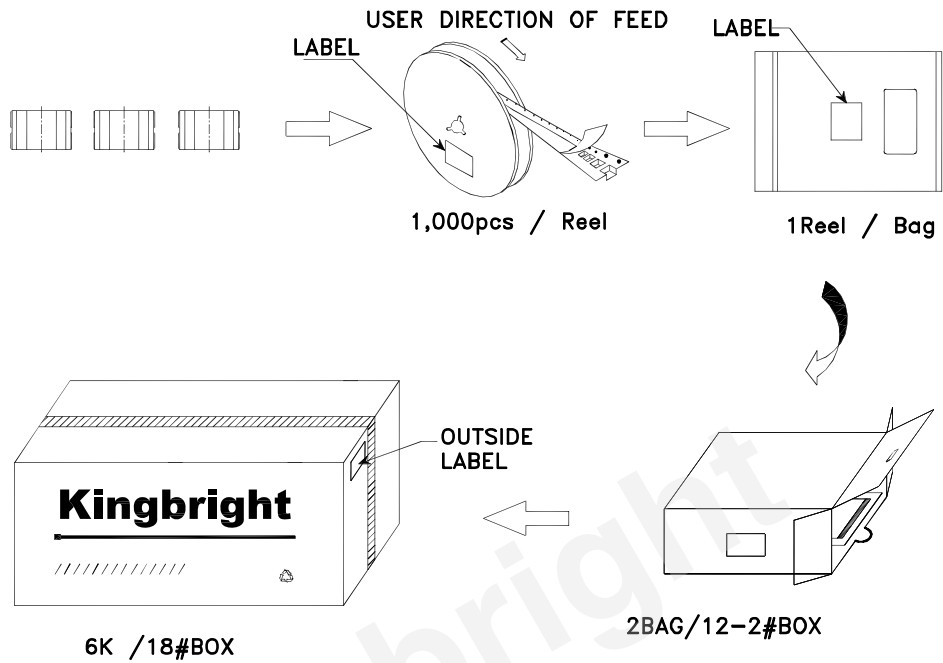 USER DIRECTION OF FEED
LABEL
LABEL
1,000pcs / Reel
1Reel / Bag
OUTSIDE
LABEL
Kingbright
2BAG/12-2#BOX
6K /18#BOX
bright